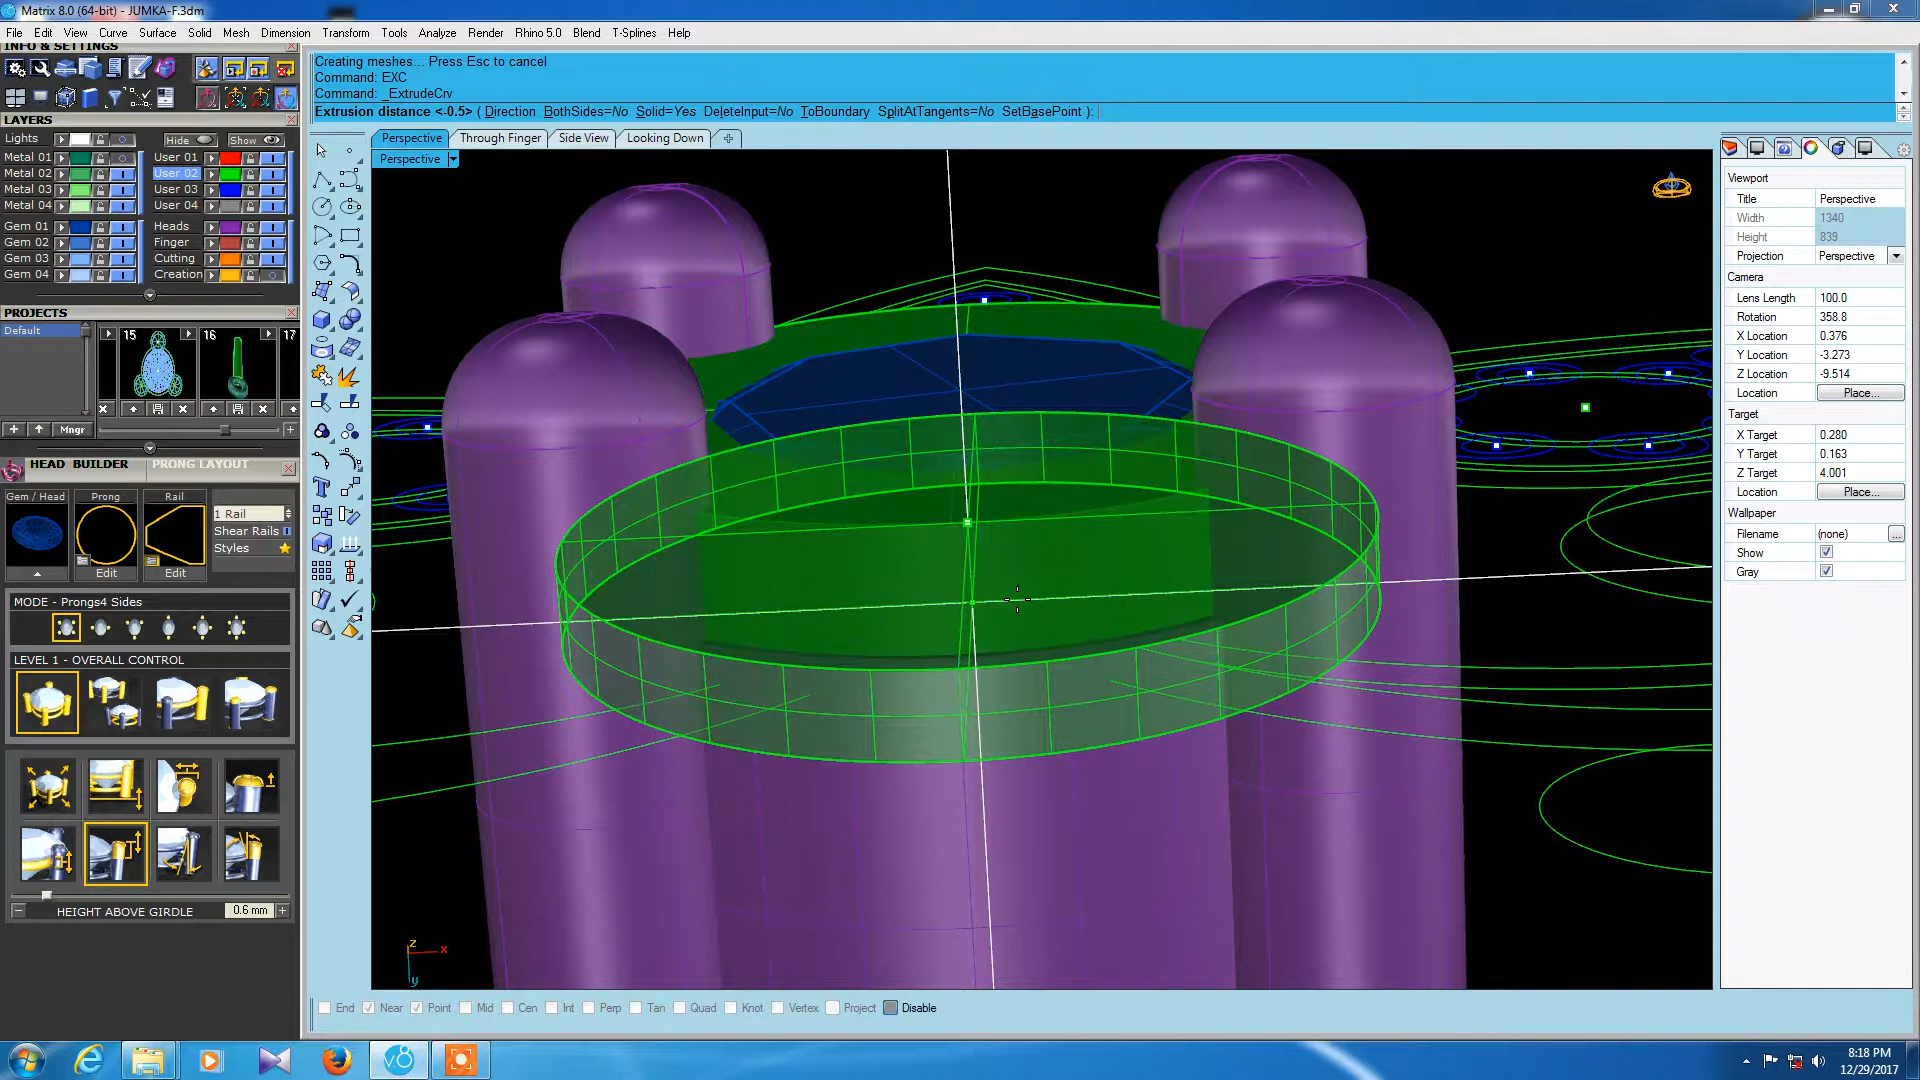 Matrix 8.0 (64-bit) - JUMKA-F.3dm
File Edit View Curve Surface Solid Mesh Dimension Transform Tools Analyze Render Rhino 5.0 Blend T-Splines Help
INFO & SETTINGS
Creating meshes... Press Esc to cancel
Command: EXC
Command: _ExtrudeCrv
Extrusion distance <-0.5> ( Direction BothSides=No Solid=Yes DeleteInput=No ToBoundary SplitAtTangents=No SetBasePoint ):
LAYERS
Lights Hide Show
Metal 01 User 01
Metal 02 User 02
Metal 03 User 03
Metal 04 User 04
Gem 01 Heads
Gem 02 Finger
Gem 03 Cutting
Gem 04 Creation
PROJECTS
Default
15 16 17
Mngr
HEAD BUILDER PRONG LAYOUT
Gem / Head Prong Rail
1 Rail
Shear Rails
Styles
Edit Edit
MODE - Prongs4 Sides
LEVEL 1 - OVERALL CONTROL
HEIGHT ABOVE GIRDLE 0.6 mm
Perspective Through Finger Side View Looking Down
Perspective
z x
y
End Near Point Mid Cen Int Perp Tan Quad Knot Vertex Project Disable
Viewport
Title Perspective
Width 1340
Height 839
Projection Perspective
Camera
Lens Length 100.0
Rotation 358.8
X Location 0.376
Y Location -3.273
Z Location -9.514
Location Place...
Target
X Target 0.280
Y Target 0.163
Z Target 4.001
Location Place...
Wallpaper
Filename (none) ...
Show
Gray
v8
8:18 PM
12/29/2017